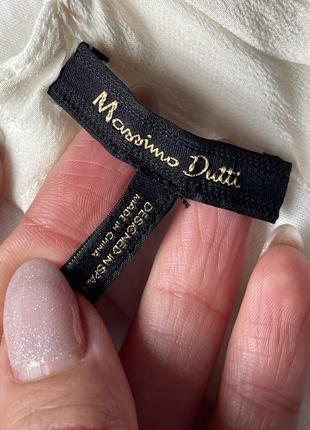 Massimo Dutti
DESIGNED IN SPAIN
MADE IN CHINA